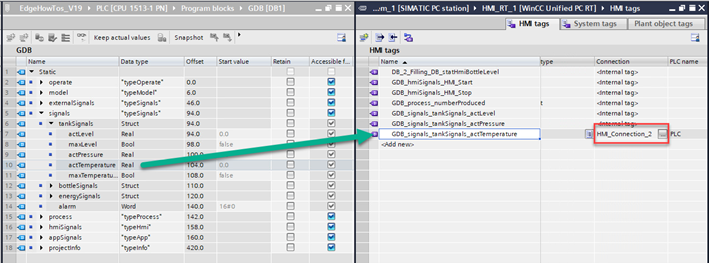 EdgeHowTos_V19 ▸ PLC [CPU 1513-1 PN] ▸ Program blocks ▸ GDB [DB1]
Keep actual values Snapshot
GDB
Name Data type Offset Start value Retain Accessible f...
1 Static
2 operate "typeOperate" 0.0
3 model "typeModel" 6.0
4 externalSignals "typeSignals" 46.0
5 signals "typeSignals" 94.0
6 tankSignals Struct 94.0
7 actLevel Real 94.0 0.0
8 maxLevel Bool 98.0 false
9 actPressure Real 100.0
10 actTemperature Real 104.0 0.0
11 maxTemperatu... Bool 108.0 false
12 bottleSignals Struct 110.0
13 energySignals Struct 120.0
14 alarm Word 140.0 16#0
15 process "typeProcess" 142.0
16 hmiSignals "typeHmi" 158.0
17 appSignals "typeApp" 160.0
18 projectInfo "typeInfo" 420.0
...rm_1 [SIMATIC PC station] ▸ HMI_RT_1 [WinCC Unified PC RT] ▸ HMI tags
HMI tags System tags Plant object tags
HMI tags
Name type Connection PLC name
DB_2_Filling_DB_statHmiBottleLevel <Internal tag>
GDB_hmiSignals_HMI_Start <Internal tag>
GDB_hmiSignals_HMI_Stop <Internal tag>
GDB_process_numberProduced t <Internal tag>
GDB_signals_tankSignals_actLevel <Internal tag>
GDB_signals_tankSignals_actPressure <Internal tag>
GDB_signals_tankSignals_actTemperature HMI_Connection_2 ... PLC
<Add new>